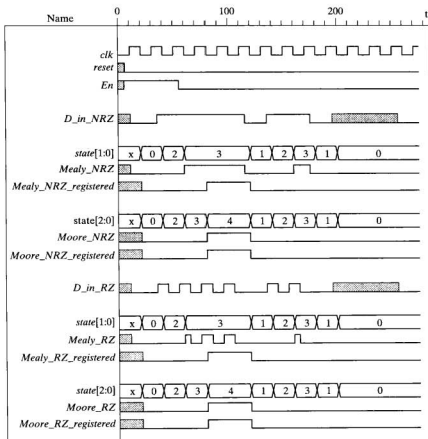 Name 0 100 200 t
clk
reset
En
D_in_NRZ
state[1:0] x 0 2 3 1 2 3 1 0
Mealy_NRZ
Mealy_NRZ_registered
state[2:0] x 0 2 3 4 1 2 3 1 0
Moore_NRZ
Moore_NRZ_registered
D_in_RZ
state[1:0] x 0 2 3 1 2 3 1 0
Mealy_RZ
Mealy_RZ_registered
state[2:0] x 0 2 3 4 1 2 3 1 0
Moore_RZ
Moore_RZ_registered